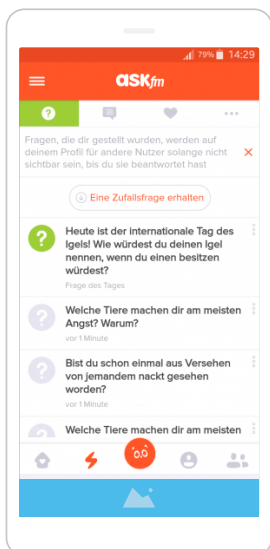 79% 14:29
ASKfm
Fragen, die dir gestellt wurden, werden auf
deinem Profil für andere Nutzer solange nicht
sichtbar sein, bis du sie beantwortet hast
Eine Zufallsfrage erhalten
Heute ist der internationale Tag des
Igels! Wie würdest du deinen Igel
nennen, wenn du einen besitzen
würdest?
Frage des Tages
Welche Tiere machen dir am meisten
Angst? Warum?
vor 1 Minute
Bist du schon einmal aus Versehen
von jemandem nackt gesehen
worden?
vor 1 Minute
Welche Tiere machen dir am meisten